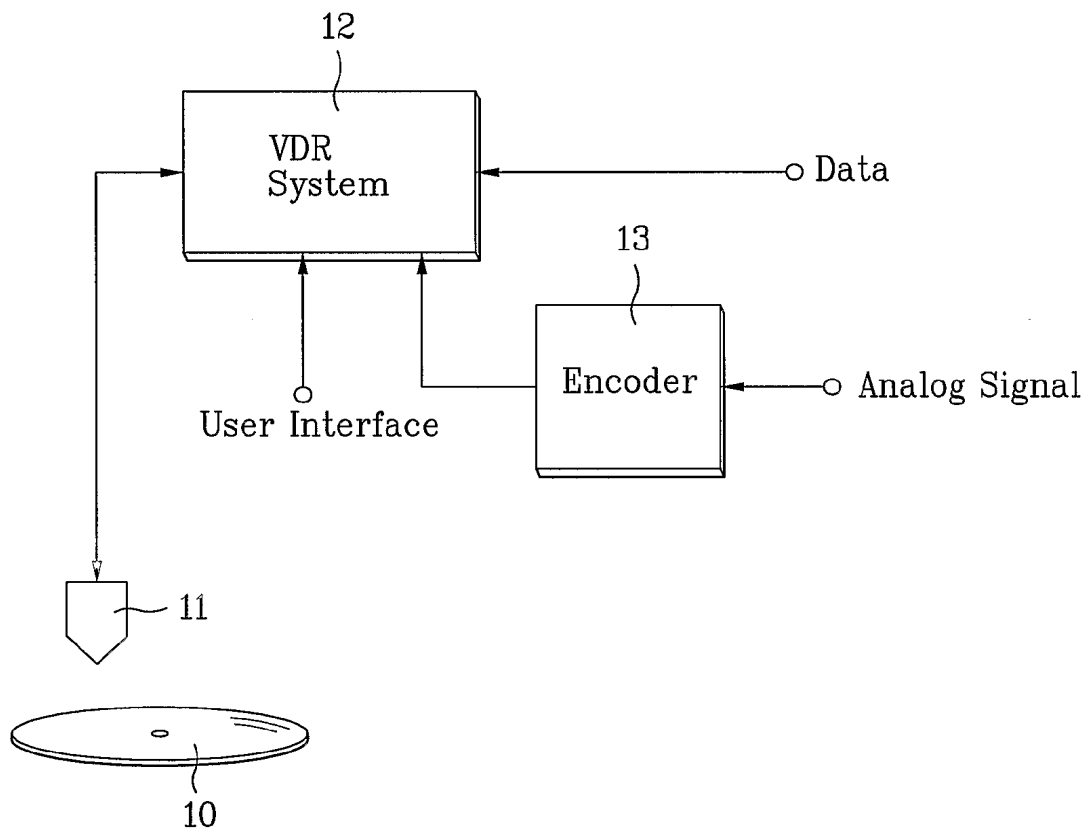 12
VDR
System
Data
13
Encoder
Analog Signal
User Interface
11
10